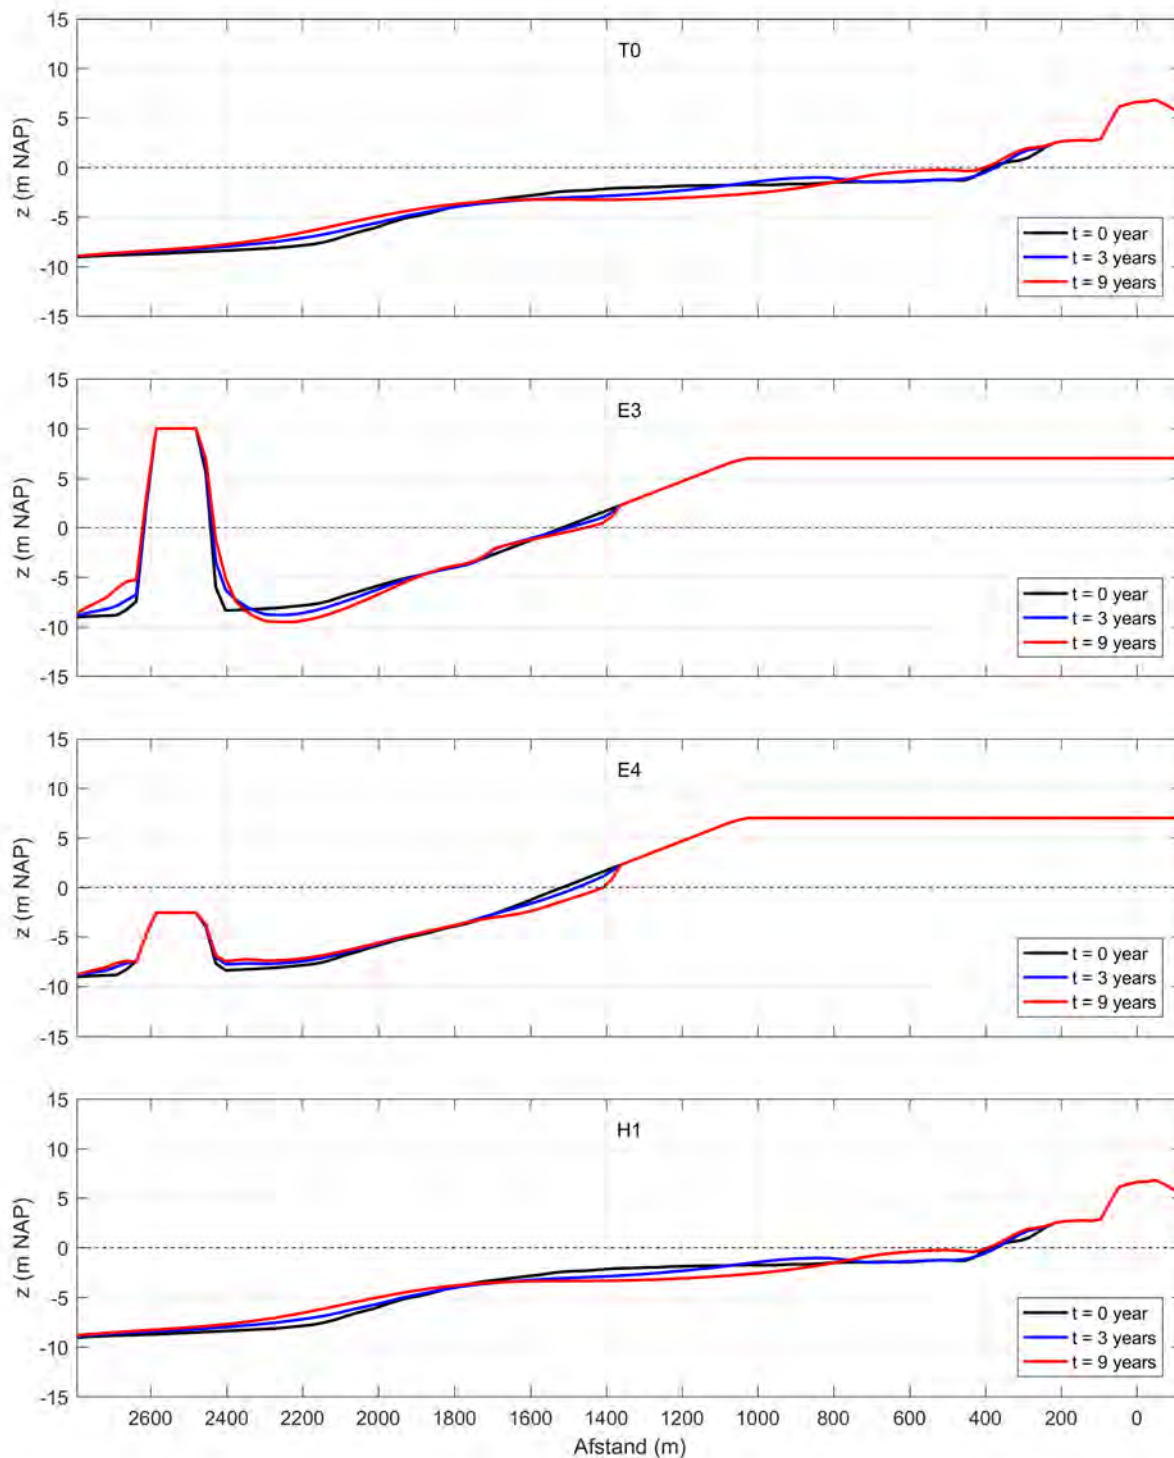 T0
z (m NAP)
15
10
5
0
-5
-10
-15
t = 0 year
t = 3 years
t = 9 years
E3
z (m NAP)
15
10
5
0
-5
-10
-15
t = 0 year
t = 3 years
t = 9 years
E4
z (m NAP)
15
10
5
0
-5
-10
-15
t = 0 year
t = 3 years
t = 9 years
H1
z (m NAP)
15
10
5
0
-5
-10
-15
t = 0 year
t = 3 years
t = 9 years
2600 2400 2200 2000 1800 1600 1400 1200 1000 800 600 400 200 0
Afstand (m)